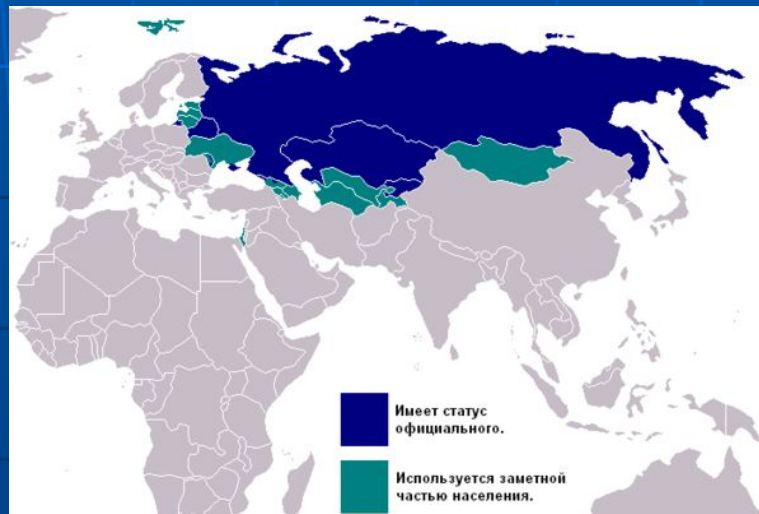 Имеет статус
официального.
Используется заметной
частью населения.